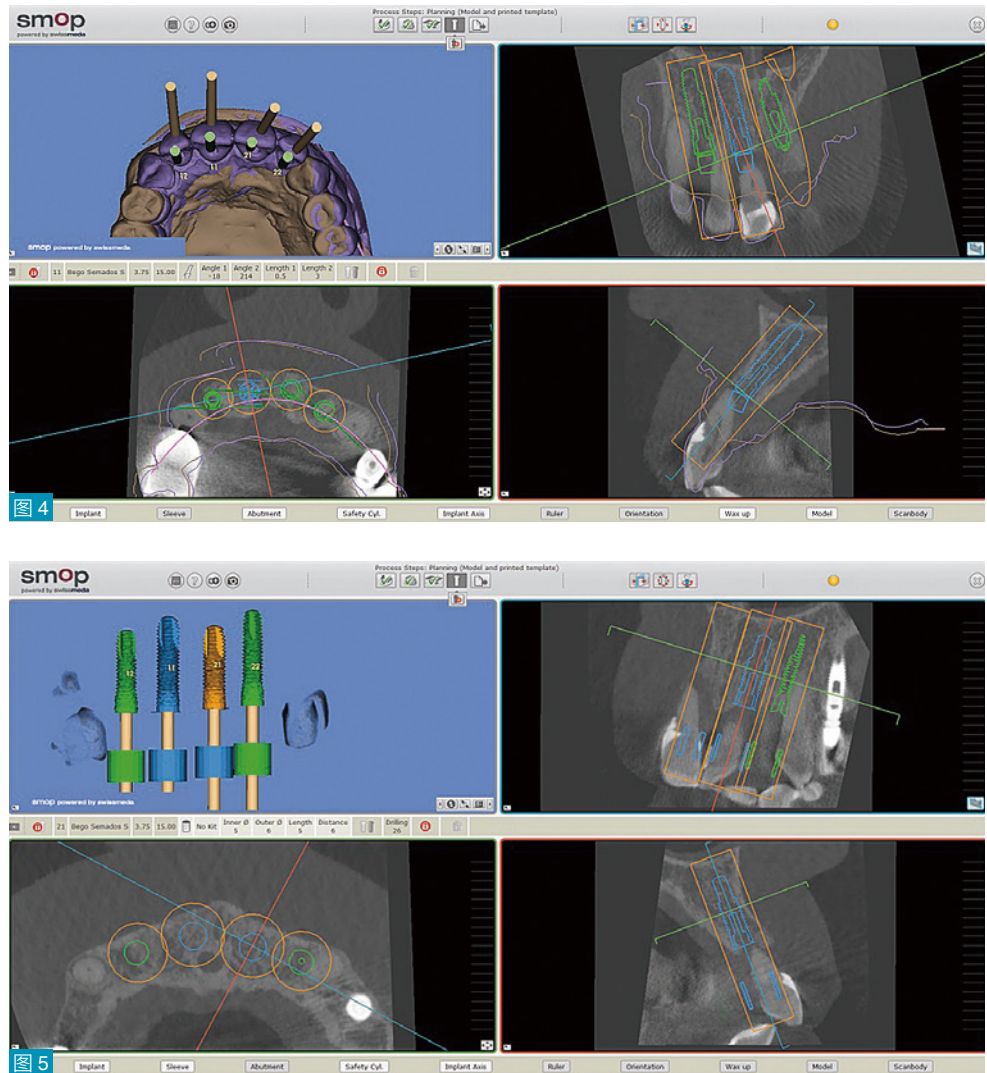 smop
powered by swissmeda
Process Steps: Planning (Model and printed template)
12
11
21
22
smop powered by swissmeda
11 Bego Semados S 3.75 15.00 Angle 1 -18 Angle 2 214 Length 1 0.5 Length 2 3
图 4
Implant Sleeve Abutment Safety Cyl. Implant Axis Ruler Orientation Wax up Model Scanbody
smop
powered by swissmeda
Process Steps: Planning (Model and printed template)
12
11
21
22
smop powered by swissmeda
21 Bego Semados S 3.75 15.00 No Kit Inner Ø 5 Outer Ø 6 Length 5 Distance 6 Drilling 26
图 5
Implant Sleeve Abutment Safety Cyl. Implant Axis Ruler Orientation Wax up Model Scanbody